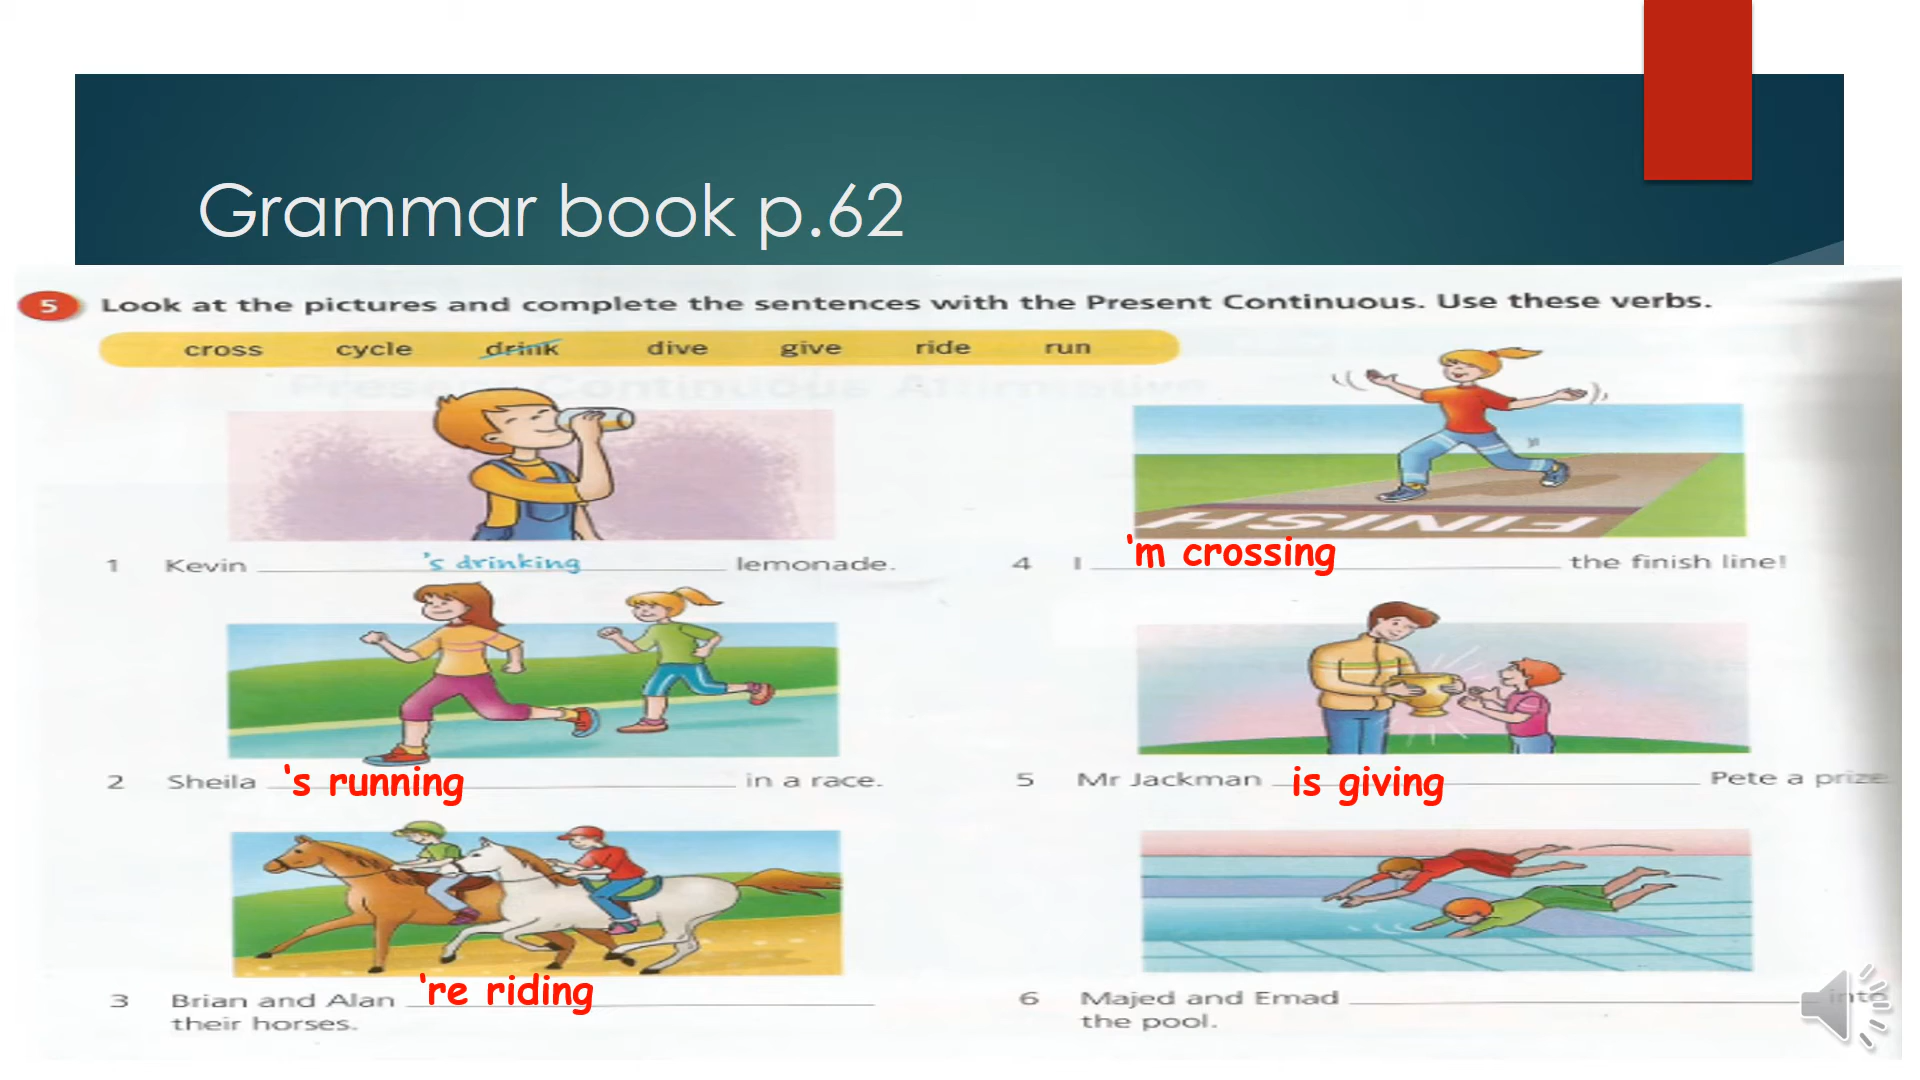 Grammar book p.62
5 Look at the pictures and complete the sentences with the Present Continuous. Use these verbs.
cross cycle drink dive give ride run
FINISH
1 Kevin 's drinking lemonade.
4 I 'm crossing the finish line!
2 Sheila 's running in a race.
5 Mr Jackman is giving Pete a prize
3 Brian and Alan 're riding
their horses.
6 Majed and Emad into
the pool.